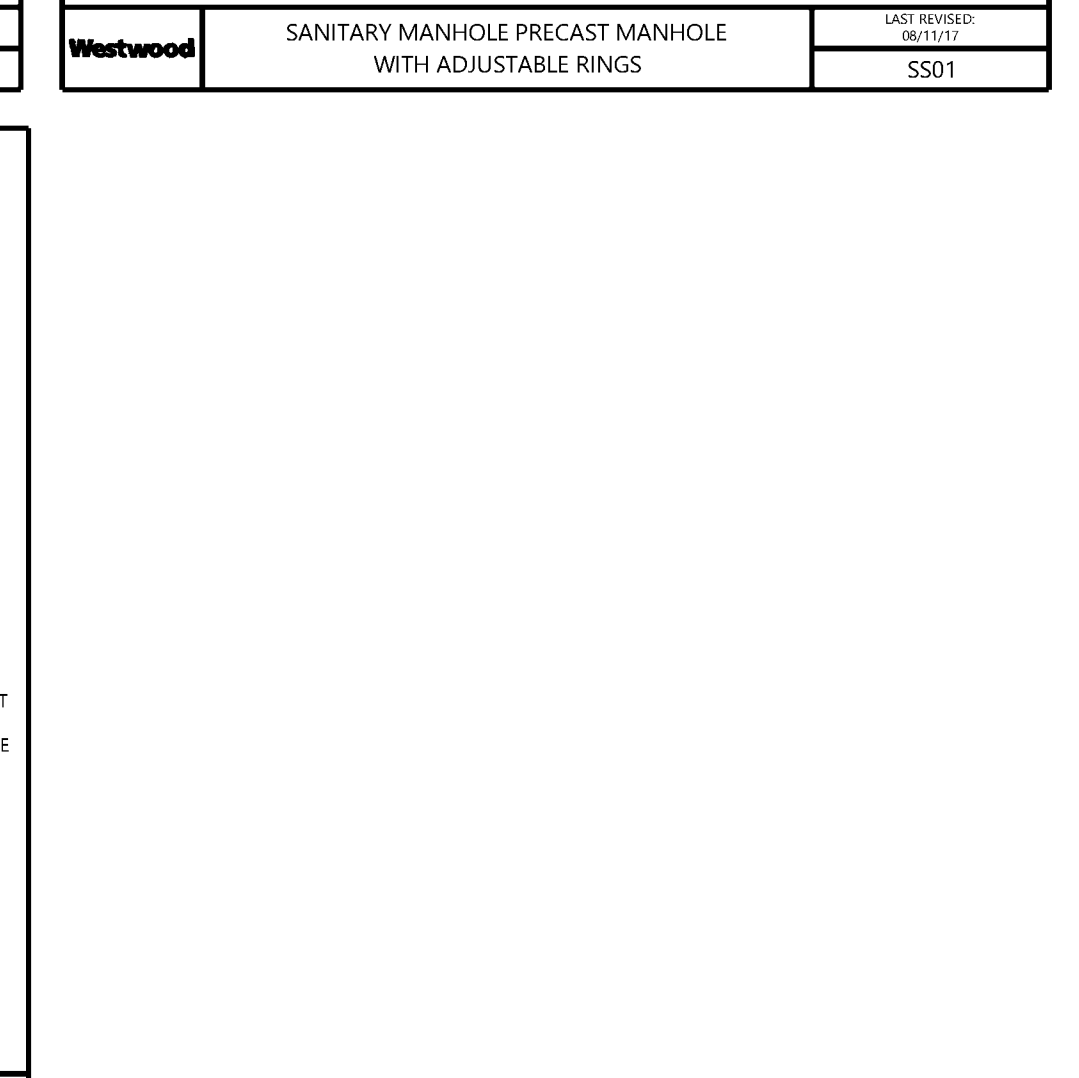 Westwood
SANITARY MANHOLE PRECAST MANHOLE
WITH ADJUSTABLE RINGS
LAST REVISED:
08/11/17
SS01
T
E